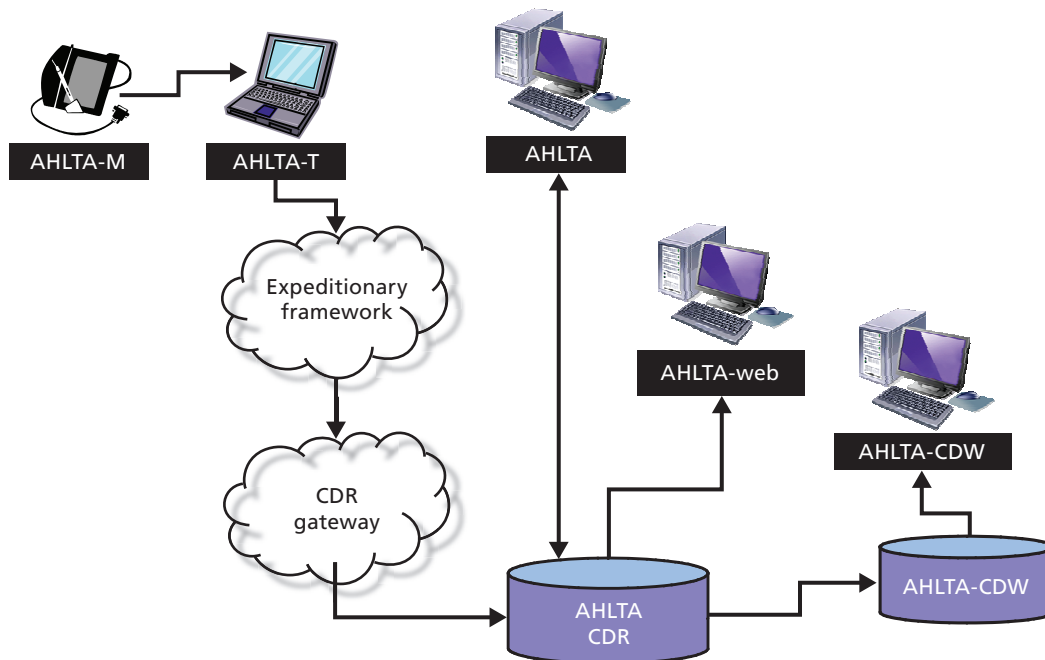 AHLTA-M
AHLTA-T
AHLTA
Expeditionary
framework
AHLTA-web
AHLTA-CDW
CDR
gateway
AHLTA
CDR
AHLTA-CDW